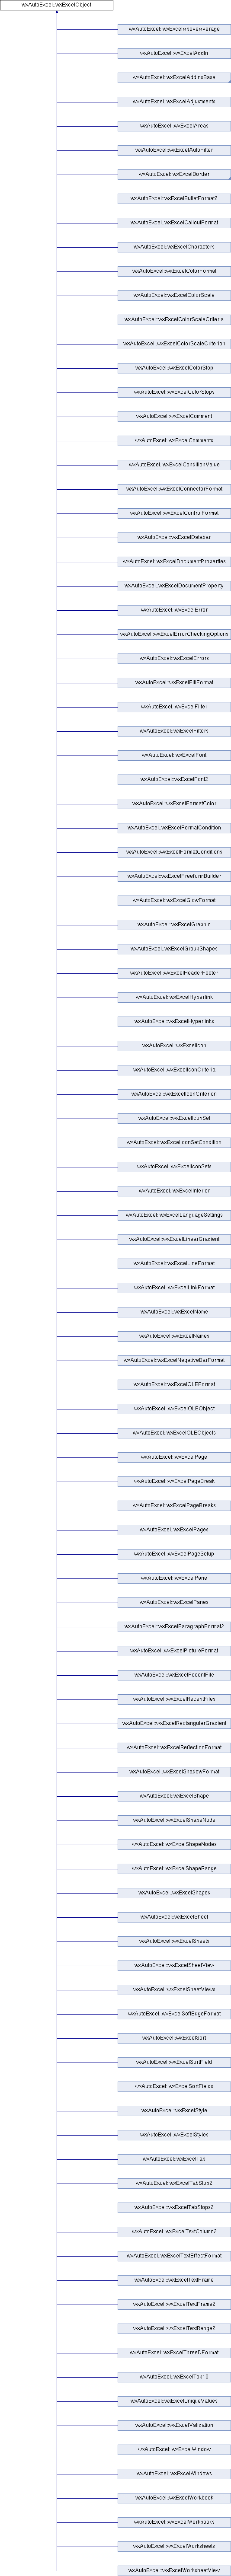 wxAutoExcel::wxExcelObject
wxAutoExcel::wxExcelAboveAverage
wxAutoExcel::wxExcelAddIn
wxAutoExcel::wxExcelAddInsBase
wxAutoExcel::wxExcelAdjustments
wxAutoExcel::wxExcelAreas
wxAutoExcel::wxExcelAutoFilter
wxAutoExcel::wxExcelBorder
wxAutoExcel::wxExcelBulletFormat2
wxAutoExcel::wxExcelCalloutFormat
wxAutoExcel::wxExcelCharacters
wxAutoExcel::wxExcelColorFormat
wxAutoExcel::wxExcelColorScale
wxAutoExcel::wxExcelColorScaleCriteria
wxAutoExcel::wxExcelColorScaleCriterion
wxAutoExcel::wxExcelColorStop
wxAutoExcel::wxExcelColorStops
wxAutoExcel::wxExcelComment
wxAutoExcel::wxExcelComments
wxAutoExcel::wxExcelConditionValue
wxAutoExcel::wxExcelConnectorFormat
wxAutoExcel::wxExcelControlFormat
wxAutoExcel::wxExcelDatabar
wxAutoExcel::wxExcelDocumentProperties
wxAutoExcel::wxExcelDocumentProperty
wxAutoExcel::wxExcelError
wxAutoExcel::wxExcelErrorCheckingOptions
wxAutoExcel::wxExcelErrors
wxAutoExcel::wxExcelFillFormat
wxAutoExcel::wxExcelFilter
wxAutoExcel::wxExcelFilters
wxAutoExcel::wxExcelFont
wxAutoExcel::wxExcelFont2
wxAutoExcel::wxExcelFormatColor
wxAutoExcel::wxExcelFormatCondition
wxAutoExcel::wxExcelFormatConditions
wxAutoExcel::wxExcelFreeformBuilder
wxAutoExcel::wxExcelGlowFormat
wxAutoExcel::wxExcelGraphic
wxAutoExcel::wxExcelGroupShapes
wxAutoExcel::wxExcelHeaderFooter
wxAutoExcel::wxExcelHyperlink
wxAutoExcel::wxExcelHyperlinks
wxAutoExcel::wxExcelIcon
wxAutoExcel::wxExcelIconCriteria
wxAutoExcel::wxExcelIconCriterion
wxAutoExcel::wxExcelIconSet
wxAutoExcel::wxExcelIconSetCondition
wxAutoExcel::wxExcelIconSets
wxAutoExcel::wxExcelInterior
wxAutoExcel::wxExcelLanguageSettings
wxAutoExcel::wxExcelLinearGradient
wxAutoExcel::wxExcelLineFormat
wxAutoExcel::wxExcelLinkFormat
wxAutoExcel::wxExcelName
wxAutoExcel::wxExcelNames
wxAutoExcel::wxExcelNegativeBarFormat
wxAutoExcel::wxExcelOLEFormat
wxAutoExcel::wxExcelOLEObject
wxAutoExcel::wxExcelOLEObjects
wxAutoExcel::wxExcelPage
wxAutoExcel::wxExcelPageBreak
wxAutoExcel::wxExcelPageBreaks
wxAutoExcel::wxExcelPages
wxAutoExcel::wxExcelPageSetup
wxAutoExcel::wxExcelPane
wxAutoExcel::wxExcelPanes
wxAutoExcel::wxExcelParagraphFormat2
wxAutoExcel::wxExcelPictureFormat
wxAutoExcel::wxExcelRecentFile
wxAutoExcel::wxExcelRecentFiles
wxAutoExcel::wxExcelRectangularGradient
wxAutoExcel::wxExcelReflectionFormat
wxAutoExcel::wxExcelShadowFormat
wxAutoExcel::wxExcelShape
wxAutoExcel::wxExcelShapeNode
wxAutoExcel::wxExcelShapeNodes
wxAutoExcel::wxExcelShapeRange
wxAutoExcel::wxExcelShapes
wxAutoExcel::wxExcelSheet
wxAutoExcel::wxExcelSheets
wxAutoExcel::wxExcelSheetView
wxAutoExcel::wxExcelSheetViews
wxAutoExcel::wxExcelSoftEdgeFormat
wxAutoExcel::wxExcelSort
wxAutoExcel::wxExcelSortField
wxAutoExcel::wxExcelSortFields
wxAutoExcel::wxExcelStyle
wxAutoExcel::wxExcelStyles
wxAutoExcel::wxExcelTab
wxAutoExcel::wxExcelTabStop2
wxAutoExcel::wxExcelTabStops2
wxAutoExcel::wxExcelTextColumn2
wxAutoExcel::wxExcelTextEffectFormat
wxAutoExcel::wxExcelTextFrame
wxAutoExcel::wxExcelTextFrame2
wxAutoExcel::wxExcelTextRange2
wxAutoExcel::wxExcelThreeDFormat
wxAutoExcel::wxExcelTop10
wxAutoExcel::wxExcelUniqueValues
wxAutoExcel::wxExcelValidation
wxAutoExcel::wxExcelWindow
wxAutoExcel::wxExcelWindows
wxAutoExcel::wxExcelWorkbook
wxAutoExcel::wxExcelWorkbooks
wxAutoExcel::wxExcelWorksheets
wxAutoExcel::wxExcelWorksheetView